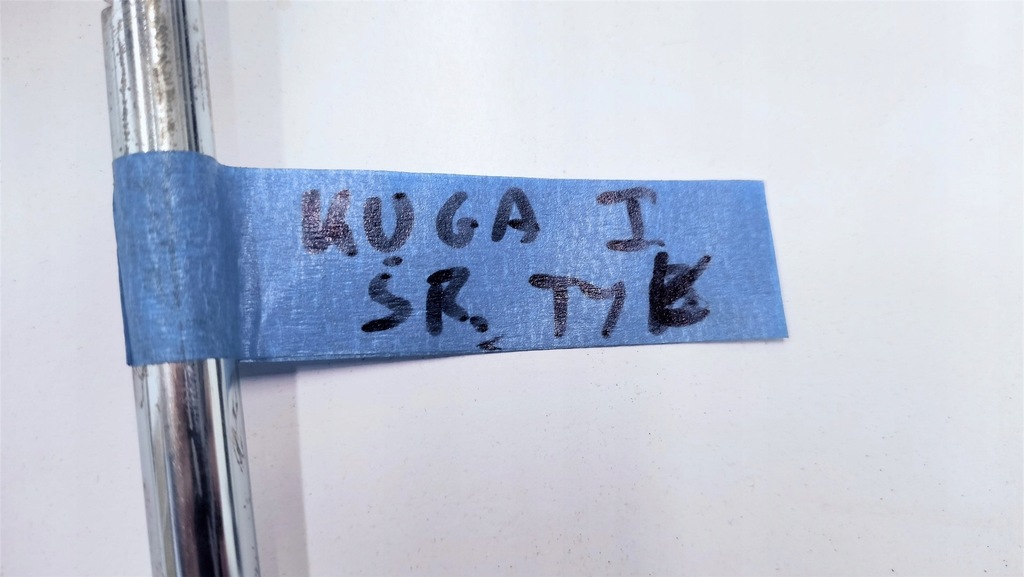 KUGA I
ŚR. TYŁ